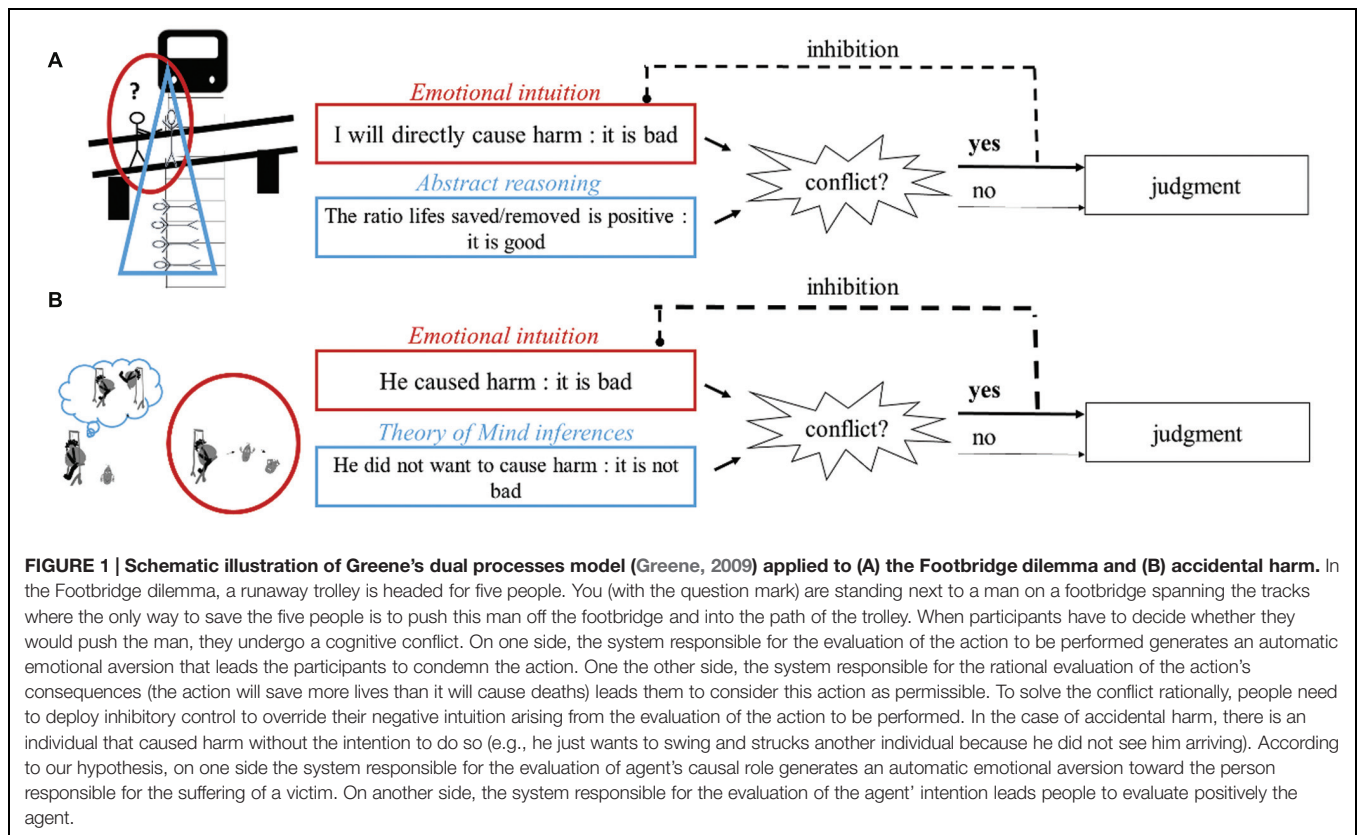 A
?
inhibition
Emotional intuition
I will directly cause harm : it is bad
Abstract reasoning
The ratio lifes saved/removed is positive :
it is good
conflict?
yes
no
judgment
B
inhibition
Emotional intuition
He caused harm : it is bad
Theory of Mind inferences
He did not want to cause harm : it is not
bad
conflict?
yes
no
judgment
FIGURE 1 | Schematic illustration of Greene's dual processes model (Greene, 2009) applied to (A) the Footbridge dilemma and (B) accidental harm. In
the Footbridge dilemma, a runaway trolley is headed for five people. You (with the question mark) are standing next to a man on a footbridge spanning the tracks
where the only way to save the five people is to push this man off the footbridge and into the path of the trolley. When participants have to decide whether they
would push the man, they undergo a cognitive conflict. On one side, the system responsible for the evaluation of the action to be performed generates an automatic
emotional aversion that leads the participants to condemn the action. One the other side, the system responsible for the rational evaluation of the action's
consequences (the action will save more lives than it will cause deaths) leads them to consider this action as permissible. To solve the conflict rationally, people need
to deploy inhibitory control to override their negative intuition arising from the evaluation of the action to be performed. In the case of accidental harm, there is an
individual that caused harm without the intention to do so (e.g., he just wants to swing and strucks another individual because he did not see him arriving). According
to our hypothesis, on one side the system responsible for the evaluation of agent's causal role generates an automatic emotional aversion toward the person
responsible for the suffering of a victim. On another side, the system responsible for the evaluation of the agent' intention leads people to evaluate positively the
agent.